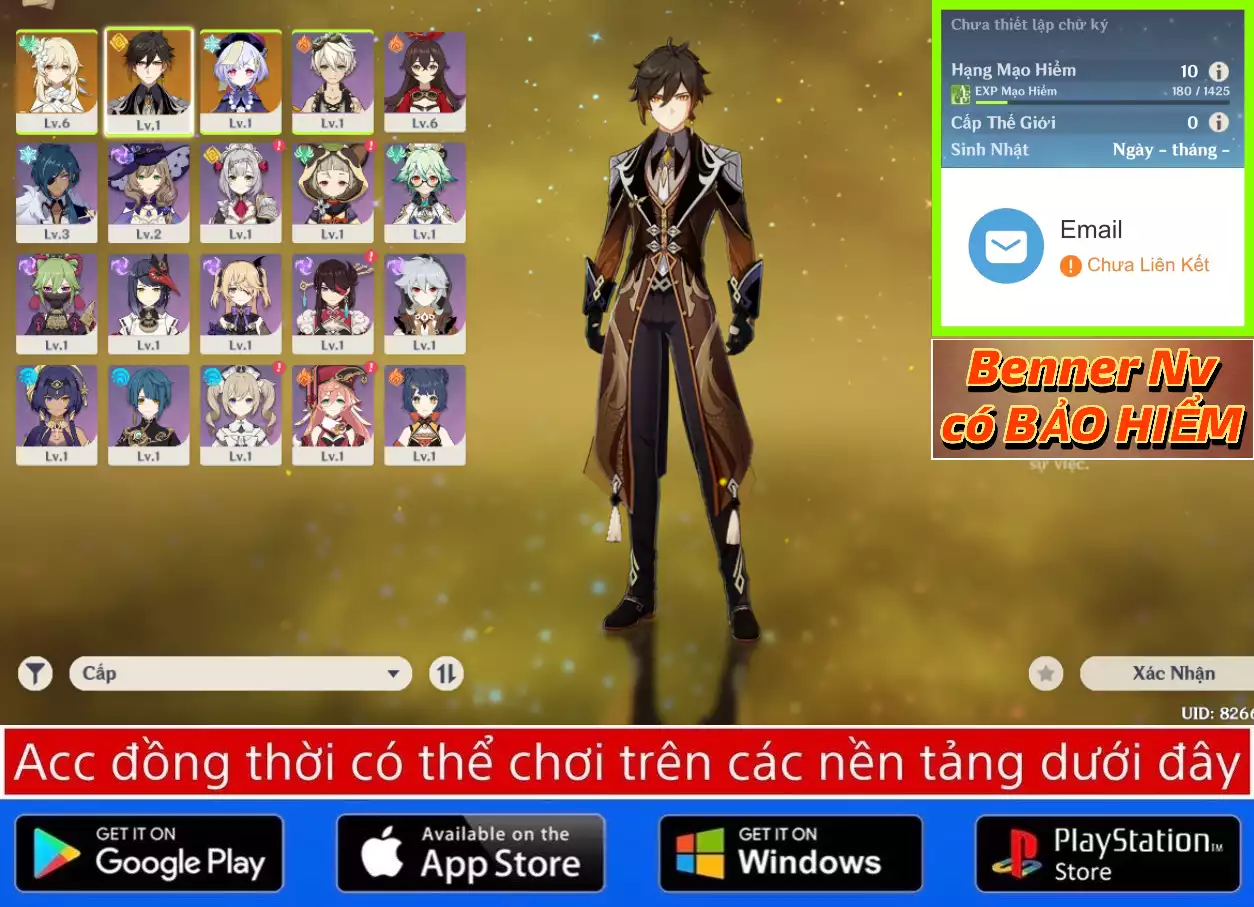 Lv.6
Lv.1
Lv.1
Lv.1
Lv.6
Lv.3
Lv.2
Lv.1
Lv.1
Lv.1
Lv.1
Lv.1
Lv.1
Lv.1
Lv.1
Lv.1
Lv.1
Lv.1
Lv.1
Lv.1
Chưa thiết lập chữ ký
Hạng Mạo Hiểm 10
EXP Mạo Hiểm 180 / 1425
Cấp Thế Giới 0
Sinh Nhật Ngày - tháng -
Email
Chưa Liên Kết
Benner Nv
có BẢO HIỂM
sự việc.
Cấp
Xác Nhận
UID: 8266
Acc đồng thời có thể chơi trên các nền tảng dưới đây
GET IT ON
Google Play
Available on the
App Store
GET IT ON
Windows
PlayStation™
Store